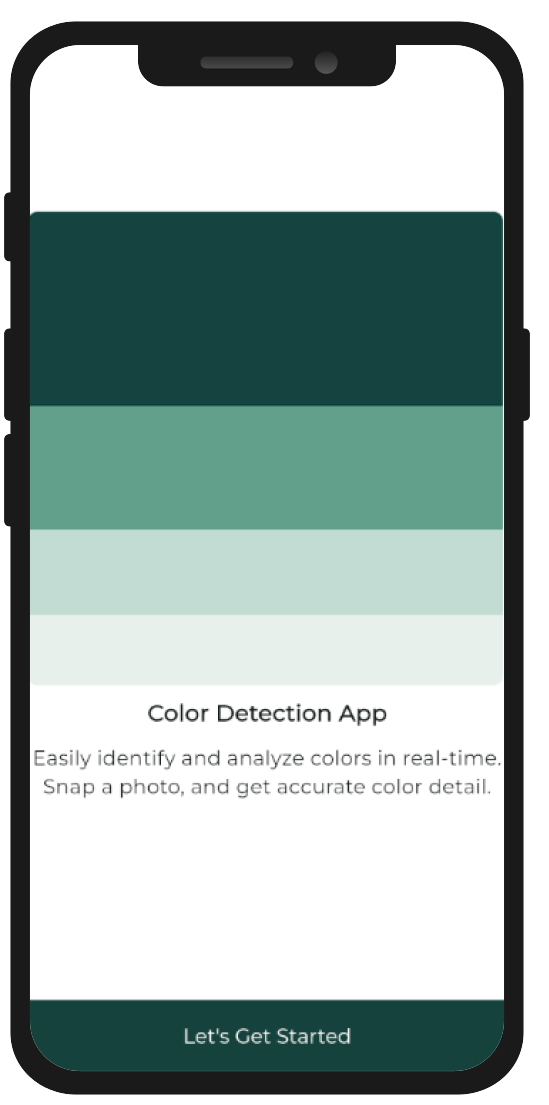 Color Detection App
Easily identify and analyze colors in real-time.
Snap a photo, and get accurate color detail.
Let's Get Started